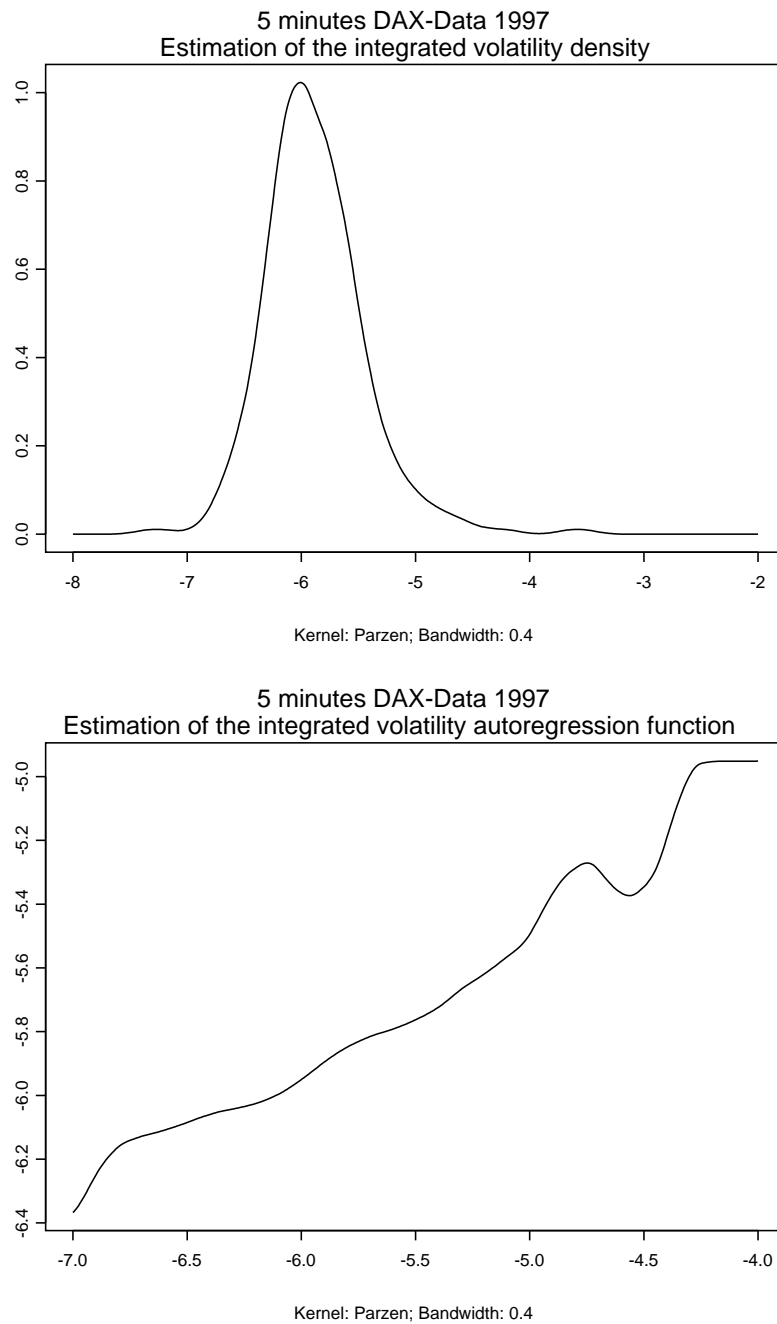 5 minutes DAX-Data 1997
Estimation of the integrated volatility density
1.0
0.8
0.6
0.4
0.2
0.0
-8 -7 -6 -5 -4 -3 -2
Kernel: Parzen; Bandwidth: 0.4
5 minutes DAX-Data 1997
Estimation of the integrated volatility autoregression function
-5.0
-5.2
-5.4
-5.6
-5.8
-6.0
-6.2
-6.4
-7.0 -6.5 -6.0 -5.5 -5.0 -4.5 -4.0
Kernel: Parzen; Bandwidth: 0.4